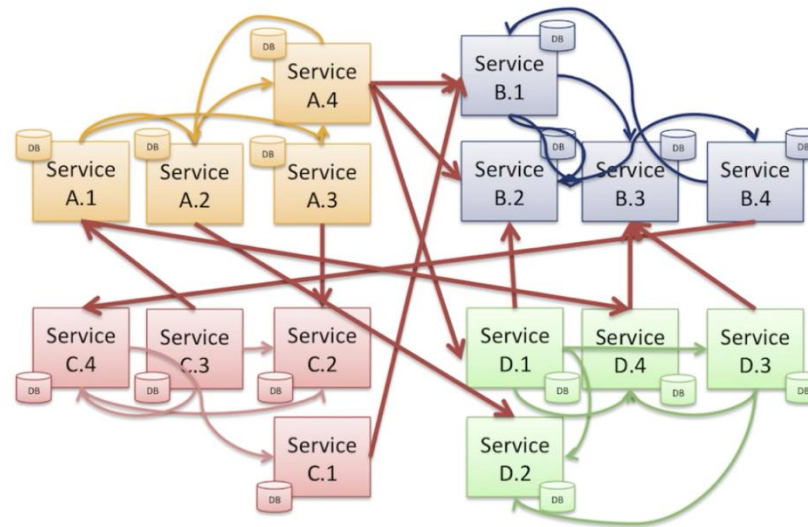 DB
Service
A.4
DB
Service
B.1
DB
Service
A.1
DB
Service
A.2
DB
Service
A.3
Service
B.2
DB
Service
B.3
DB
Service
B.4
DB
Service
C.4
DB
Service
C.3
DB
Service
C.2
DB
Service
D.1
DB
Service
D.4
DB
Service
D.3
DB
Service
C.1
DB
Service
D.2
DB